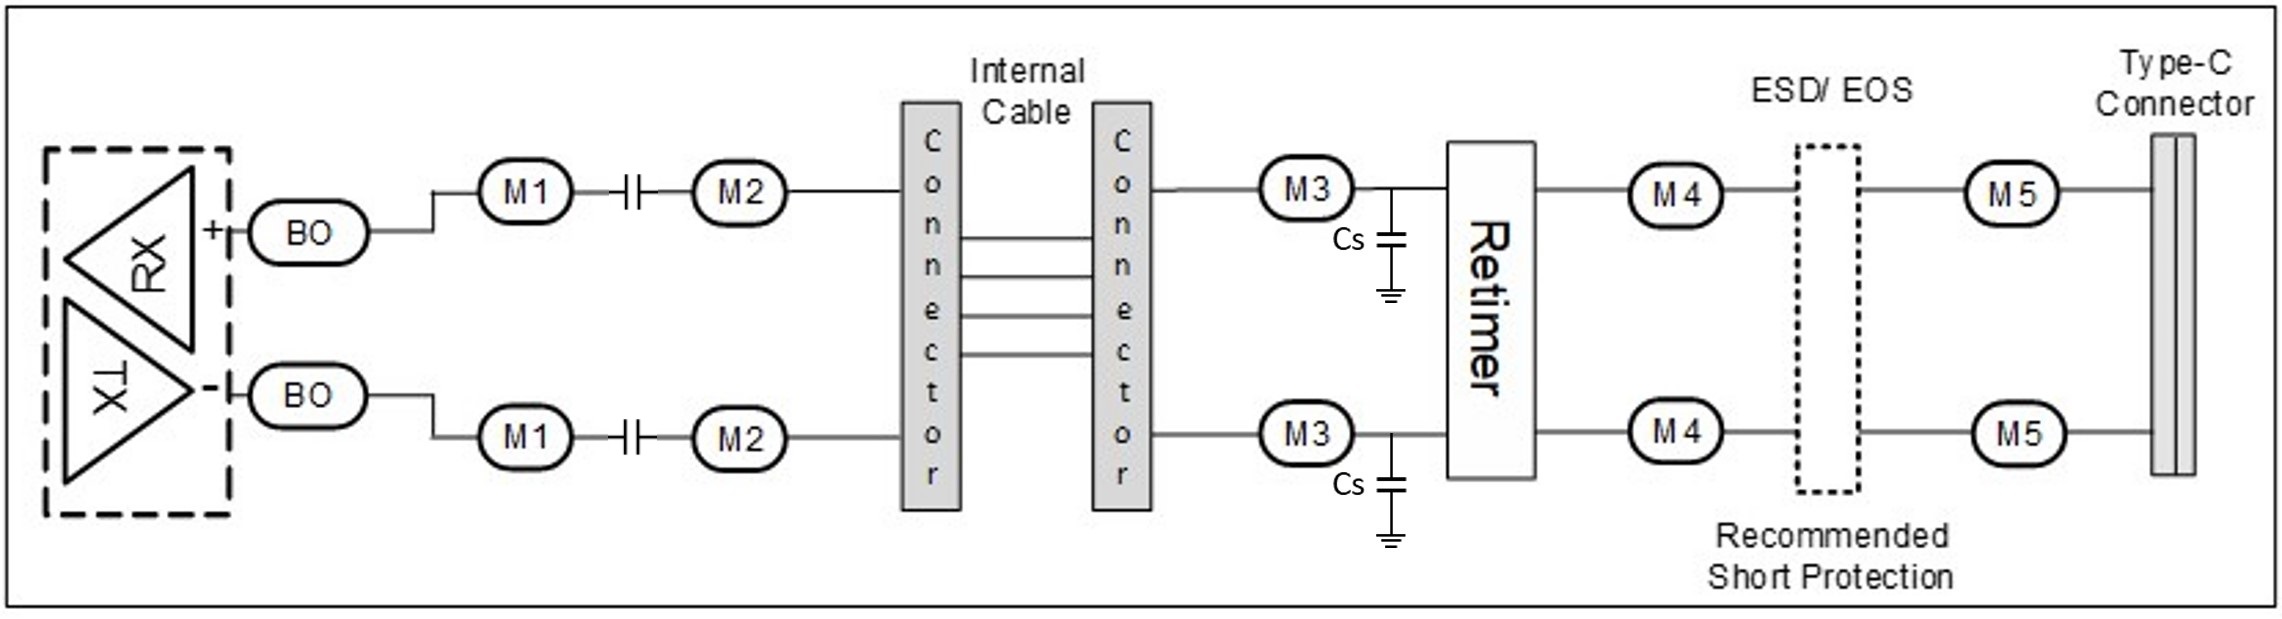 Internal
Cable
ESD/ EOS
Type-C
Connector
RX
+
BO
M1
M2
Connector
Connector
M3
Cs
Retimer
M4
M5
TX
-
BO
M1
M2
M3
Cs
M4
M5
Recommended
Short Protection